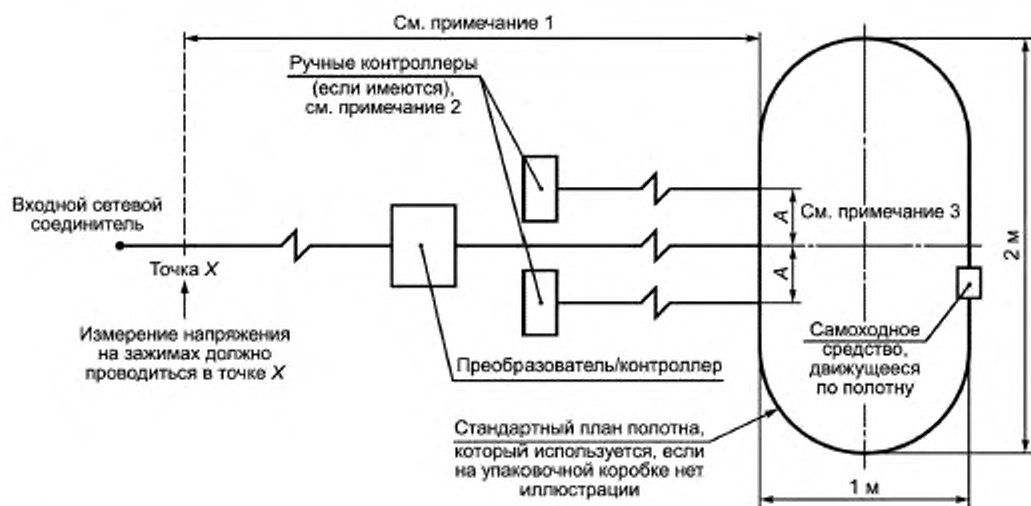 См. примечание 1
Ручные контроллеры
(если имеются),
см. примечание 2
Входной сетевой
соединитель
A
См. примечание 3
Точка X
A
2 м
Измерение напряжения
на зажимах должно
проводиться в точке X
Преобразователь/контроллер
Самоходное
средство,
движущееся
по полотну
Стандартный план полотна,
который используется, если
на упаковочной коробке нет
иллюстрации
1 м